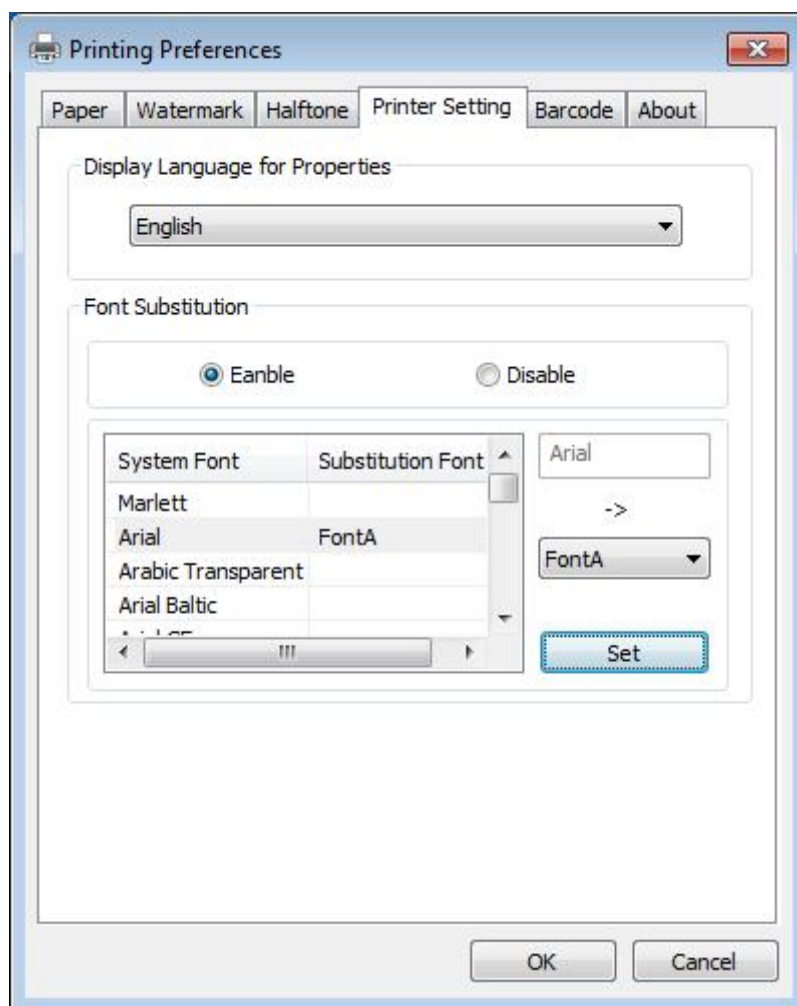 Printing Preferences
Paper Watermark Halftone Printer Setting Barcode About
Display Language for Properties
English
Font Substitution
Eanble Disable
System Font Substitution Font
Marlett
Arial FontA
Arabic Transparent
Arial Baltic
Arial
->
FontA
Set
OK Cancel